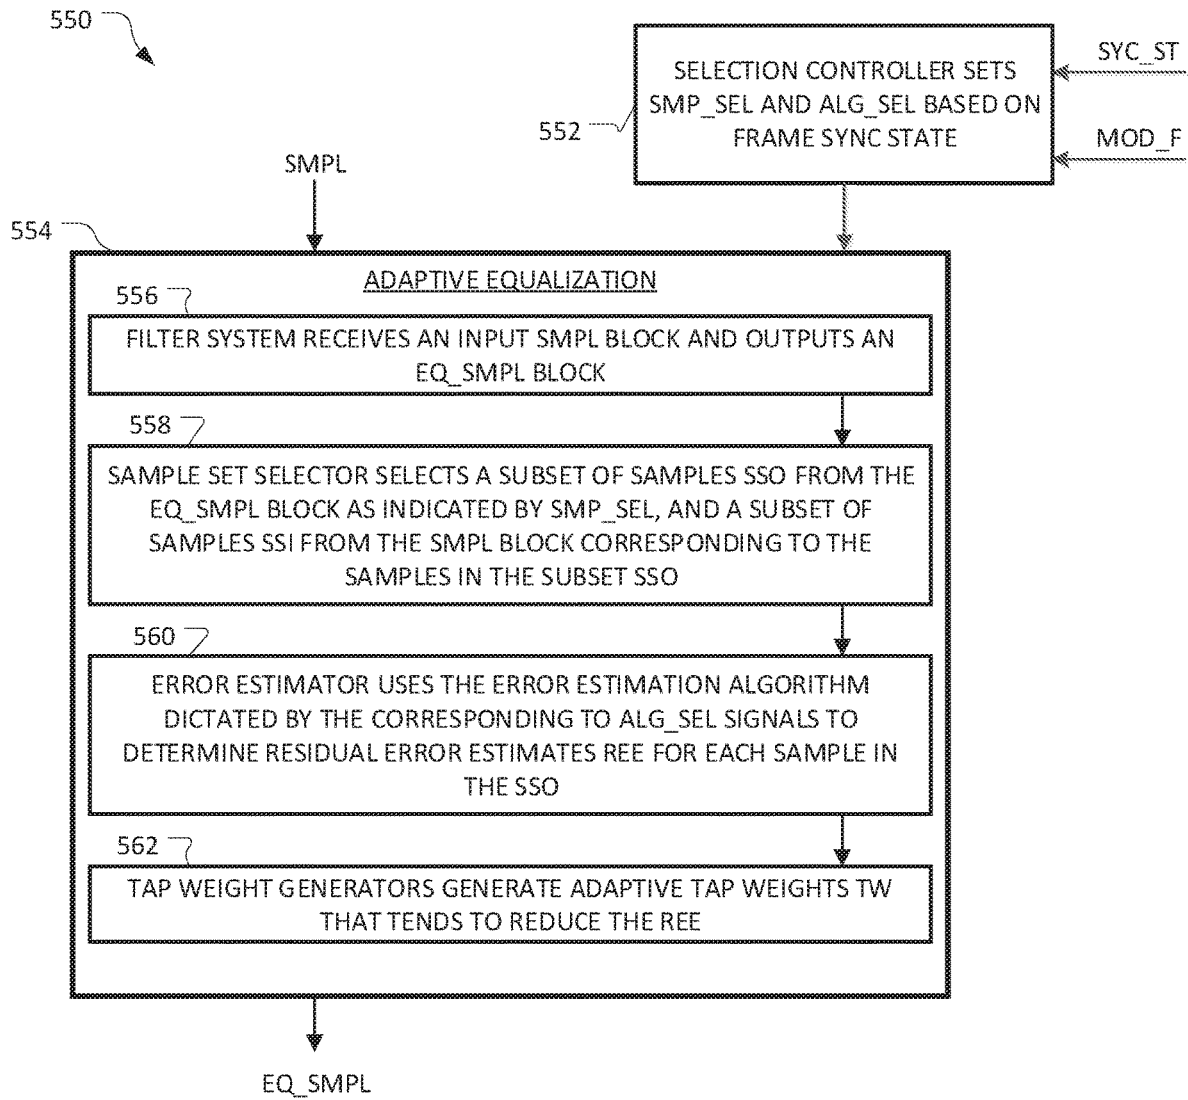 550
SELECTION CONTROLLER SETS
SMP_SEL AND ALG_SEL BASED ON
FRAME SYNC STATE
SYC_ST
MOD_F
552
SMPL
554
ADAPTIVE EQUALIZATION
556
FILTER SYSTEM RECEIVES AN INPUT SMPL BLOCK AND OUTPUTS AN
EQ_SMPL BLOCK
558
SAMPLE SET SELECTOR SELECTS A SUBSET OF SAMPLES SSO FROM THE
EQ_SMPL BLOCK AS INDICATED BY SMP_SEL, AND A SUBSET OF
SAMPLES SSI FROM THE SMPL BLOCK CORRESPONDING TO THE
SAMPLES IN THE SUBSET SSO
560
ERROR ESTIMATOR USES THE ERROR ESTIMATION ALGORITHM
DICTATED BY THE CORRESPONDING TO ALG_SEL SIGNALS TO
DETERMINE RESIDUAL ERROR ESTIMATES REE FOR EACH SAMPLE IN
THE SSO
562
TAP WEIGHT GENERATORS GENERATE ADAPTIVE TAP WEIGHTS TW
THAT TENDS TO REDUCE THE REE
EQ_SMPL